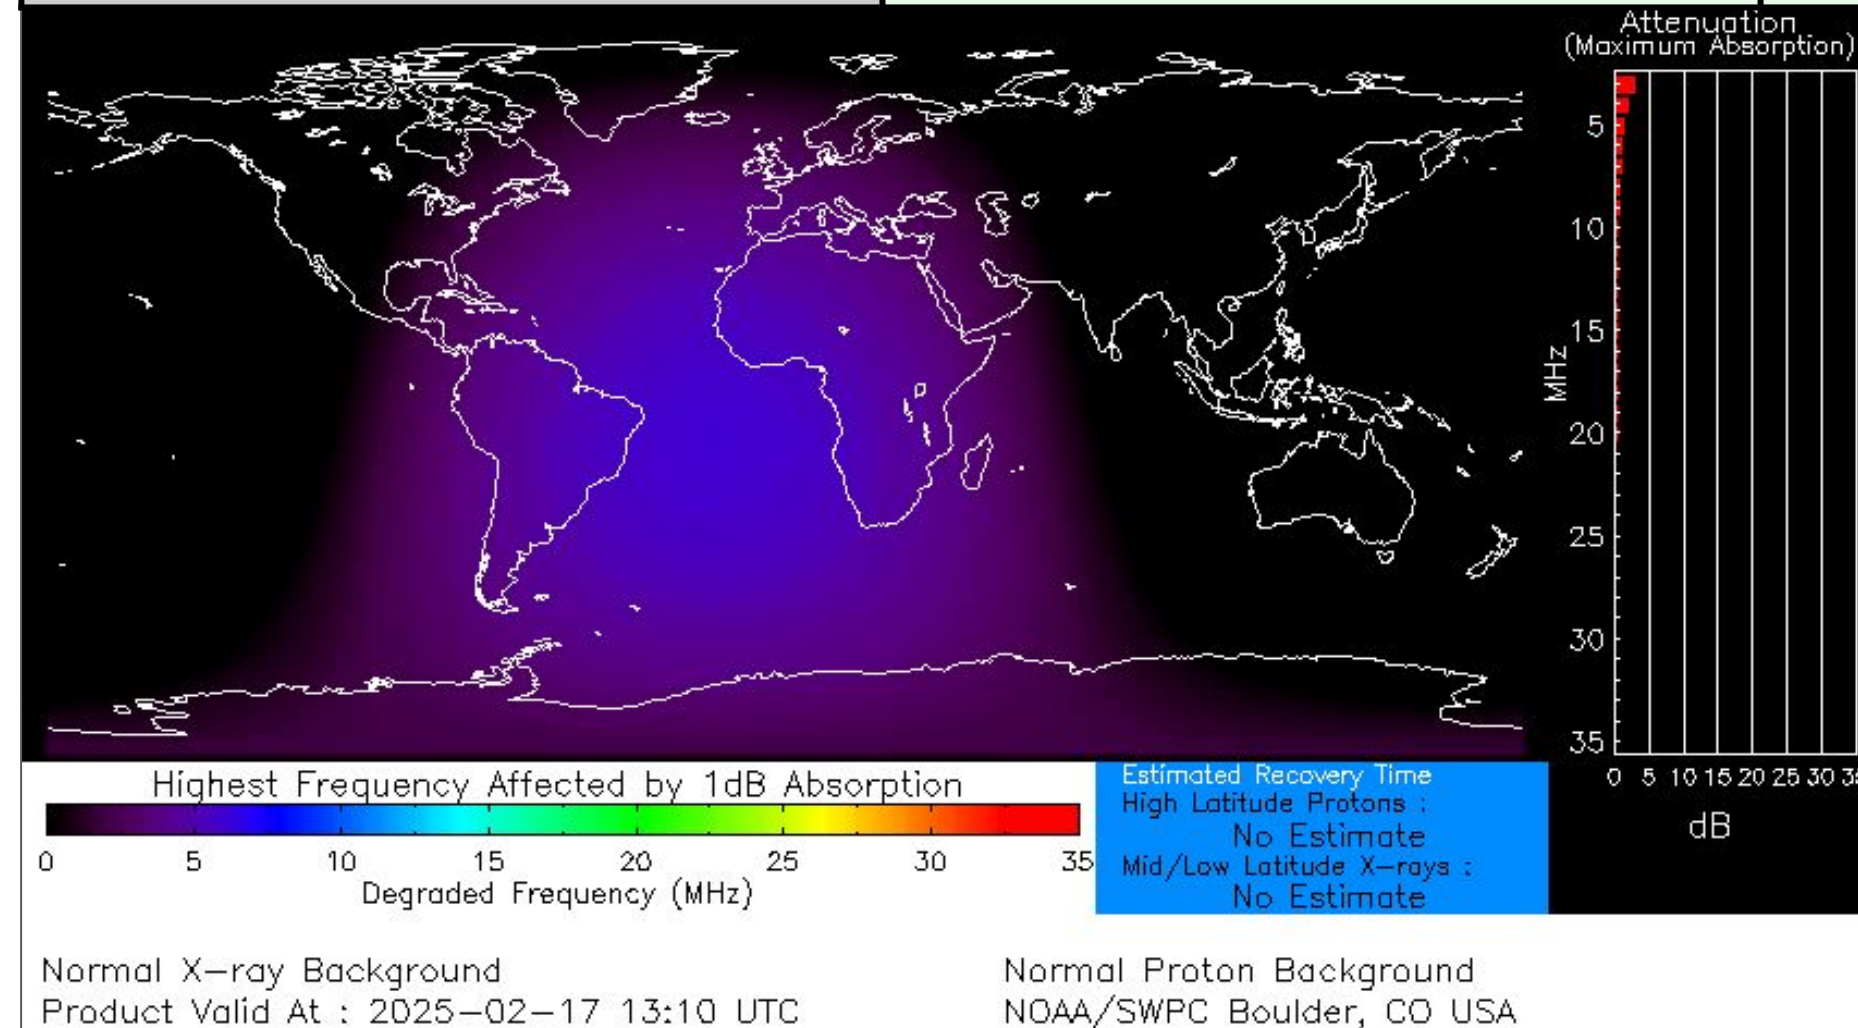 Attenuation
(Maximum Absorption)
5
10
15
20
25
30
35
MHz
0 5 10 15 20 25 30
dB
Highest Frequency Affected by 1dB Absorption
0 5 10 15 20 25 30 35
Degraded Frequency (MHz)
Estimated Recovery Time
High Latitude Protons :
No Estimate
Mid/Low Latitude X-rays :
No Estimate
Normal X-ray Background
Product Valid At : 2025-02-17 13:10 UTC
Normal Proton Background
NOAA/SWPC Boulder, CO USA